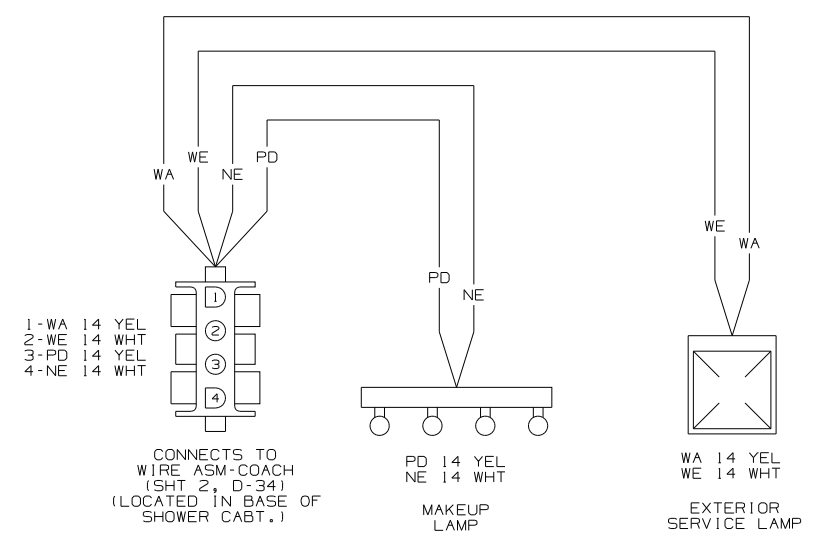 WE
PD
WA
NE
WE
WA
PD
NE
1
2
3
4
1-WA 14 YEL
2-WE 14 WHT
3-PD 14 YEL
4-NE 14 WHT
CONNECTS TO
WIRE ASM-COACH
(SHT 2, D-34)
(LOCATED IN BASE OF
SHOWER CABT.)
PD 14 YEL
NE 14 WHT
MAKEUP
LAMP
WA 14 YEL
WE 14 WHT
EXTERIOR
SERVICE LAMP